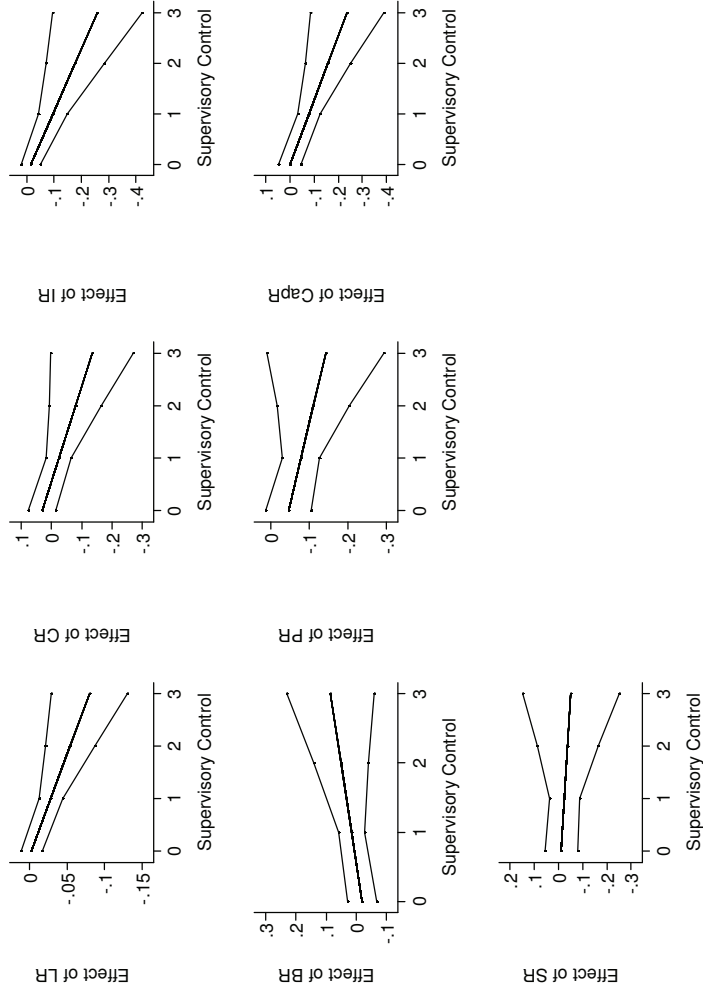 Effect of LR
0
-.05
-.1
-.15
0 1 2 3
Supervisory Control
Effect of CR
.1
0
-.1
-.2
-.3
0 1 2 3
Supervisory Control
Effect of IR
0
-.1
-.2
-.3
-.4
0 1 2 3
Supervisory Control
Effect of BR
.3
.2
.1
0
-.1
0 1 2 3
Supervisory Control
Effect of PR
0
-.1
-.2
-.3
0 1 2 3
Supervisory Control
Effect of CapR
.1
0
-.1
-.2
-.3
-.4
0 1 2 3
Supervisory Control
Effect of SR
.2
.1
0
-.1
-.2
-.3
0 1 2 3
Supervisory Control